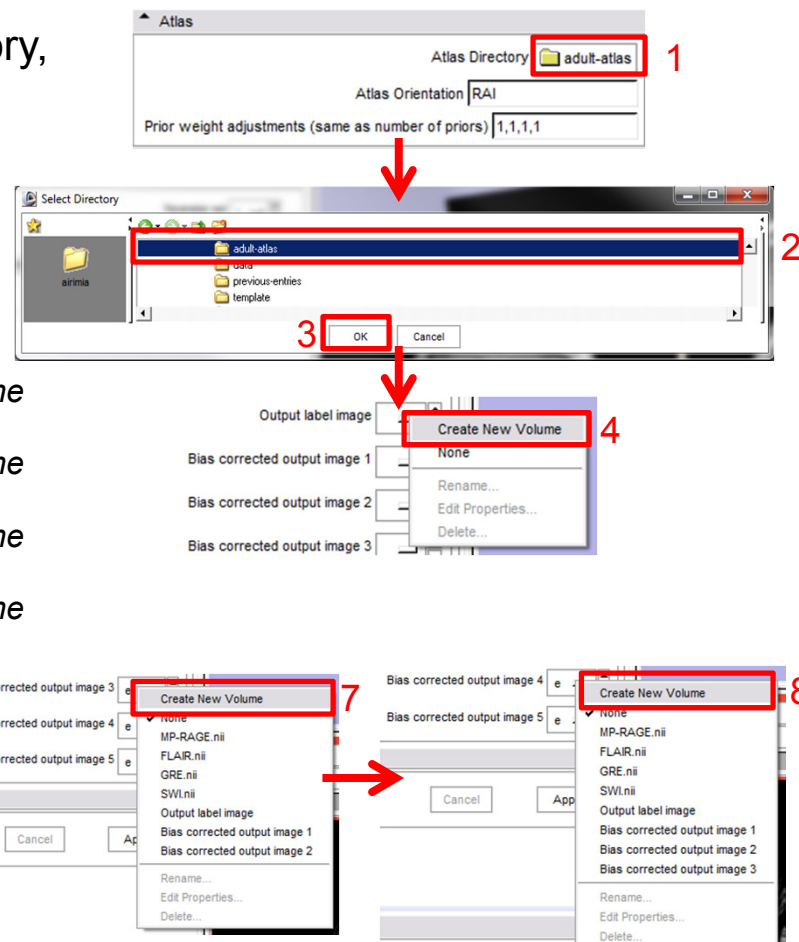 ory,
Atlas
Atlas Directory adult-atlas
1
Atlas Orientation RAI
Prior weight adjustments (same as number of priors) 1,1,1,1
Select Directory
airimia
adult-atlas
data
previous-entries
template
2
3
OK Cancel
ne
ne
ne
ne
Output label image
Bias corrected output image 1
Bias corrected output image 2
Bias corrected output image 3
Create New Volume
None
Rename...
Edit Properties...
Delete...
4
rrected output image 3 e
rrected output image 4 e
rrected output image 5 e
Cancel Ap
Create New Volume
None
MP-RAGE.nii
FLAIR.nii
GRE.nii
SWI.nii
Output label image
Bias corrected output image 1
Bias corrected output image 2
Rename...
Edit Properties...
Delete...
7
Bias corrected output image 4 e
Bias corrected output image 5 e
Cancel App
Create New Volume
None
MP-RAGE.nii
FLAIR.nii
GRE.nii
SWI.nii
Output label image
Bias corrected output image 1
Bias corrected output image 2
Bias corrected output image 3
Rename...
Edit Properties...
Delete...
8